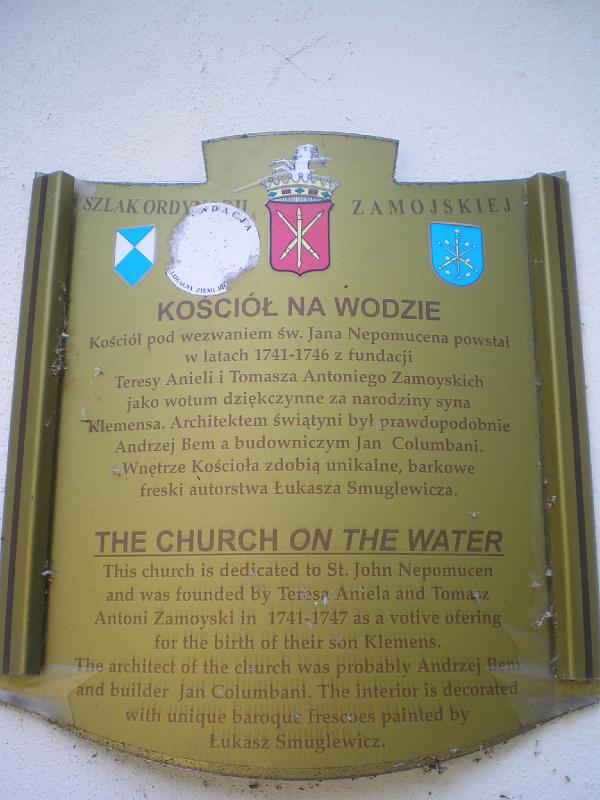 SZLAK ORDYNACJI ZAMOJSKIEJ
KOŚCIÓŁ NA WODZIE
Kościół pod wezwaniem św. Jana Nepomucena powstał
w latach 1741-1746 z fundacji
Teresy Anieli i Tomasza Antoniego Zamoyskich
jako wotum dziękczynne za narodziny syna
Klemensa. Architektem świątyni był prawdopodobnie
Andrzej Bem a budowniczym Jan Columbani.
Wnętrze Kościoła zdobią unikalne, barkowe
freski autorstwa Łukasza Smuglewicza.
THE CHURCH ON THE WATER
This church is dedicated to St. John Nepomucen
and was founded by Teresa Aniela and Tomasz
Antoni Zamoyski in 1741-1747 as a votive ofering
for the birth of their son Klemens.
The architect of the church was probably Andrzej Bem
and builder Jan Columbani. The interior is decorated
with unique baroque frescoes painted by
Łukasz Smuglewicz.